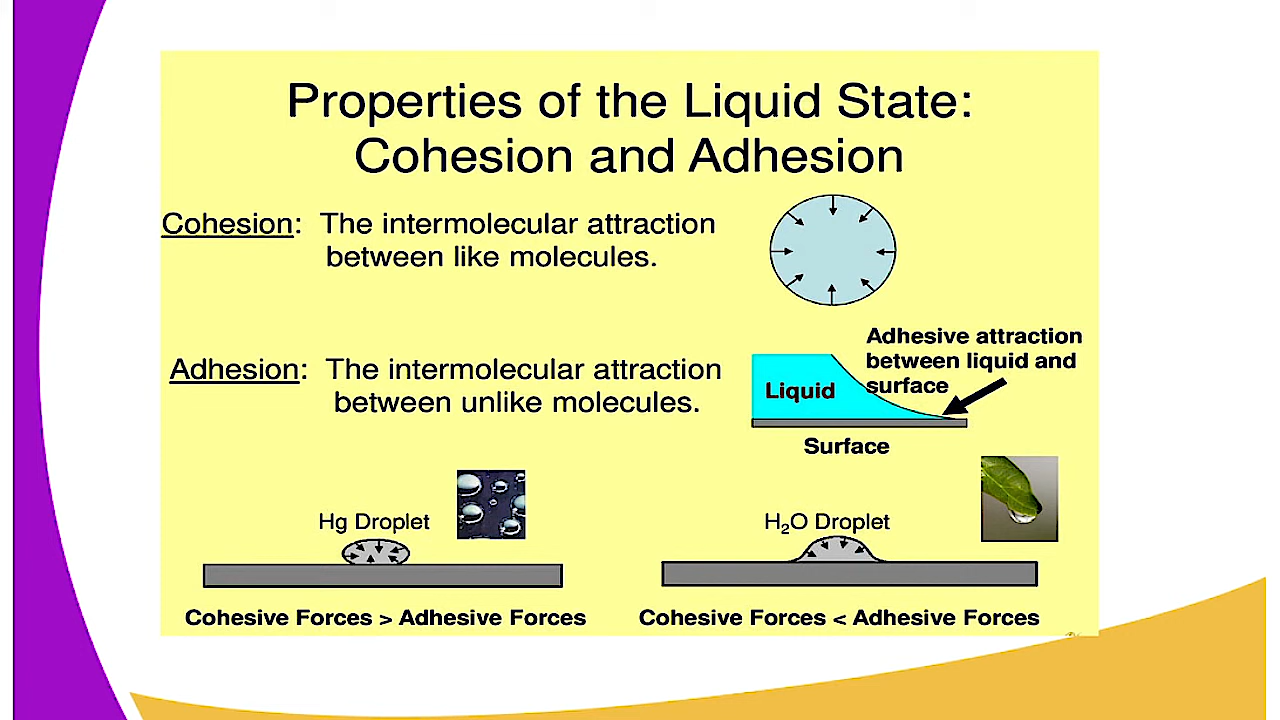 Properties of the Liquid State:
Cohesion and Adhesion
Cohesion: The intermolecular attraction
between like molecules.
Adhesive attraction
between liquid and
surface
Adhesion: The intermolecular attraction
between unlike molecules.
Liquid
Surface
Hg Droplet
H₂O Droplet
Cohesive Forces > Adhesive Forces
Cohesive Forces < Adhesive Forces